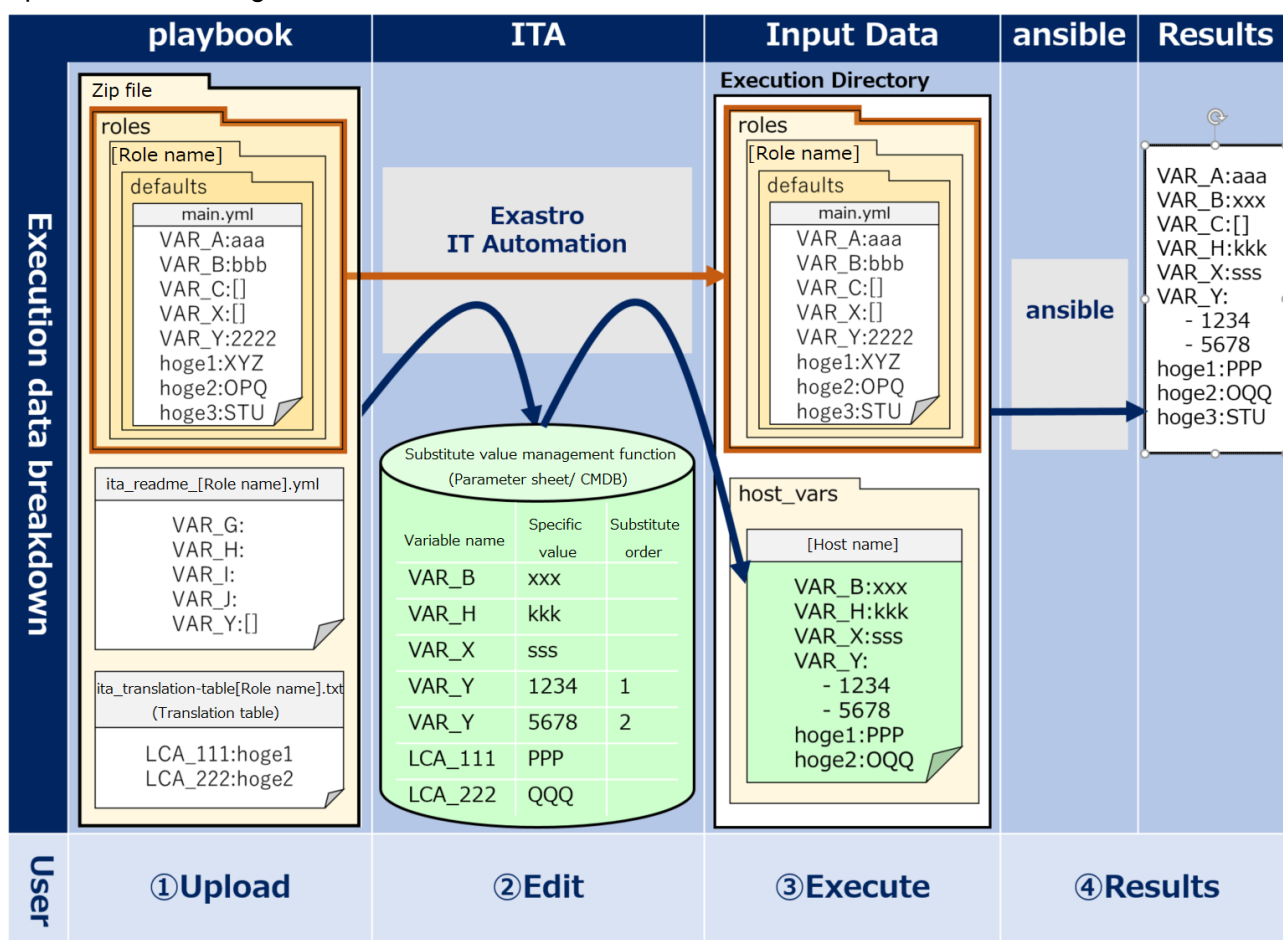 playbook
ITA
Input Data
ansible
Results
Execution data breakdown
Zip file
roles
[Role name]
defaults
main.yml
VAR_A:aaa
VAR_B:bbb
VAR_C:[]
VAR_X:[]
VAR_Y:2222
hoge1:XYZ
hoge2:OPQ
hoge3:STU
ita_readme_[Role name].yml
VAR_G:
VAR_H:
VAR_I:
VAR_J:
VAR_Y:[]
ita_translation-table[Role name].txt
(Translation table)
LCA_111:hoge1
LCA_222:hoge2
Exastro
IT Automation
Substitute value management function
(Parameter sheet/ CMDB)
Variable name Specific value Substitute order
VAR_B xxx
VAR_H kkk
VAR_X sss
VAR_Y 1234 1
VAR_Y 5678 2
LCA_111 PPP
LCA_222 QQQ
Execution Directory
roles
[Role name]
defaults
main.yml
VAR_A:aaa
VAR_B:bbb
VAR_C:[]
VAR_X:[]
VAR_Y:2222
hoge1:XYZ
hoge2:OPQ
hoge3:STU
host_vars
[Host name]
VAR_B:xxx
VAR_H:kkk
VAR_X:sss
VAR_Y:
- 1234
- 5678
hoge1:PPP
hoge2:OQQ
ansible
VAR_A:aaa
VAR_B:xxx
VAR_C:[]
VAR_H:kkk
VAR_X:sss
VAR_Y:
- 1234
- 5678
hoge1:PPP
hoge2:OQQ
hoge3:STU
User
①Upload
②Edit
③Execute
④Results